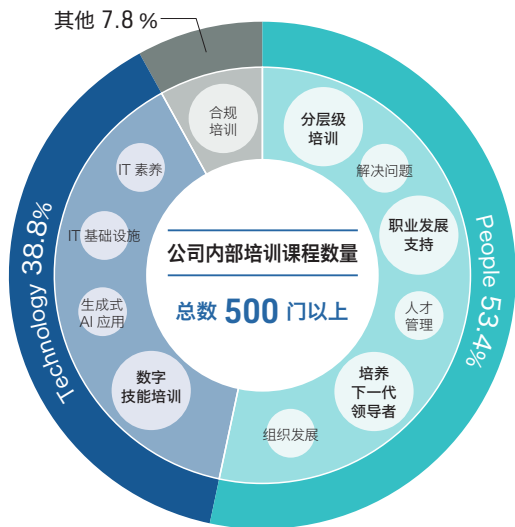 其他 7.8 %
合规
培训
分层级
培训
解决问题
职业发展
支持
人才
管理
培养
下一代
领导者
组织发展
People 53.4%
IT 素养
IT 基础设施
生成式
AI 应用
数字
技能培训
Technology 38.8%
公司内部培训课程数量
总数 500 门以上